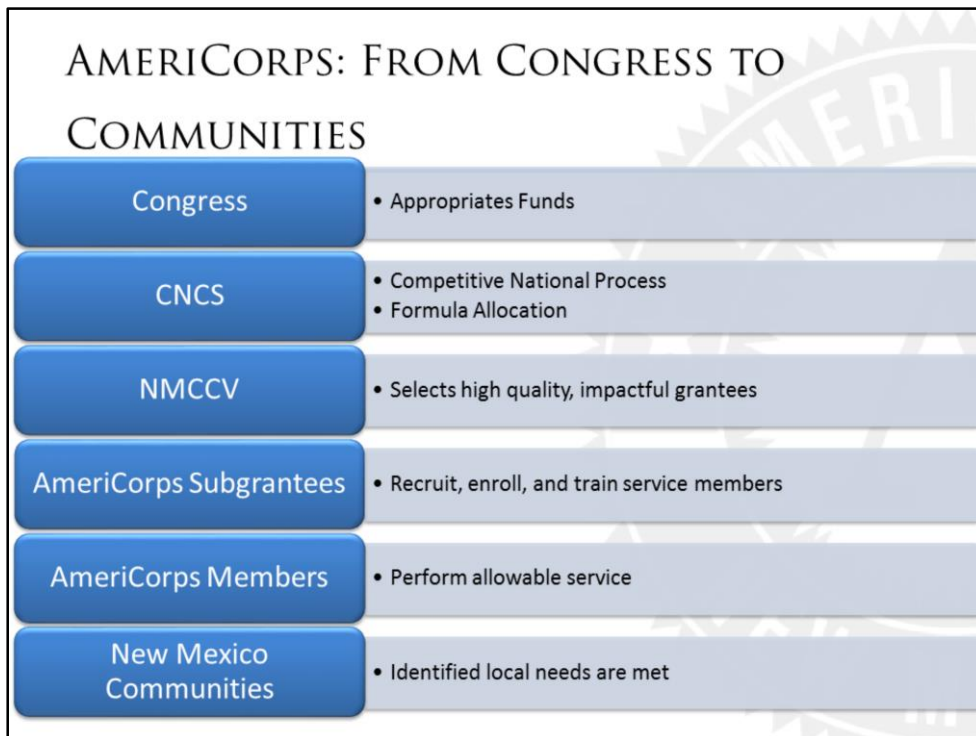 AMERICORPS: FROM CONGRESS TO
COMMUNITIES
Congress
• Appropriates Funds
CNCS
• Competitive National Process
• Formula Allocation
NMCCV
• Selects high quality, impactful grantees
AmeriCorps Subgrantees
• Recruit, enroll, and train service members
AmeriCorps Members
• Perform allowable service
New Mexico
Communities
• Identified local needs are met
AMERI